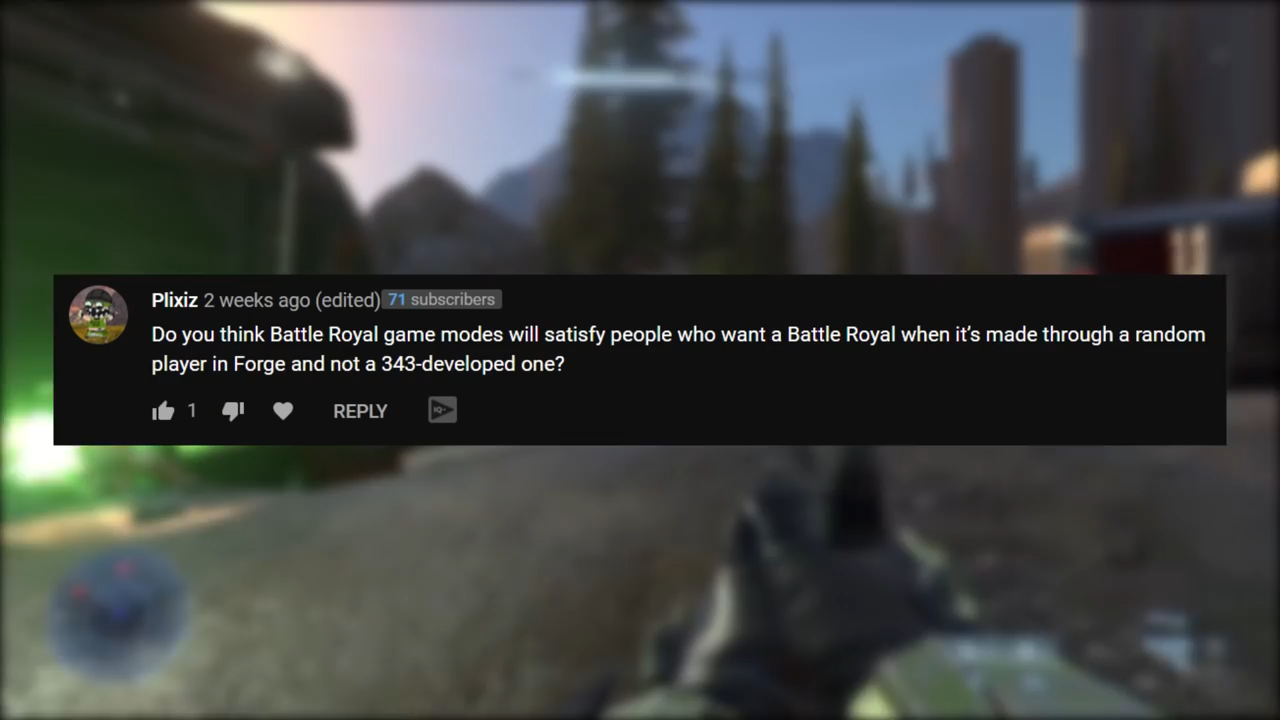 Plixiz 2 weeks ago (edited) 71 subscribers
Do you think Battle Royal game modes will satisfy people who want a Battle Royal when it’s made through a random
player in Forge and not a 343-developed one?
1 REPLY